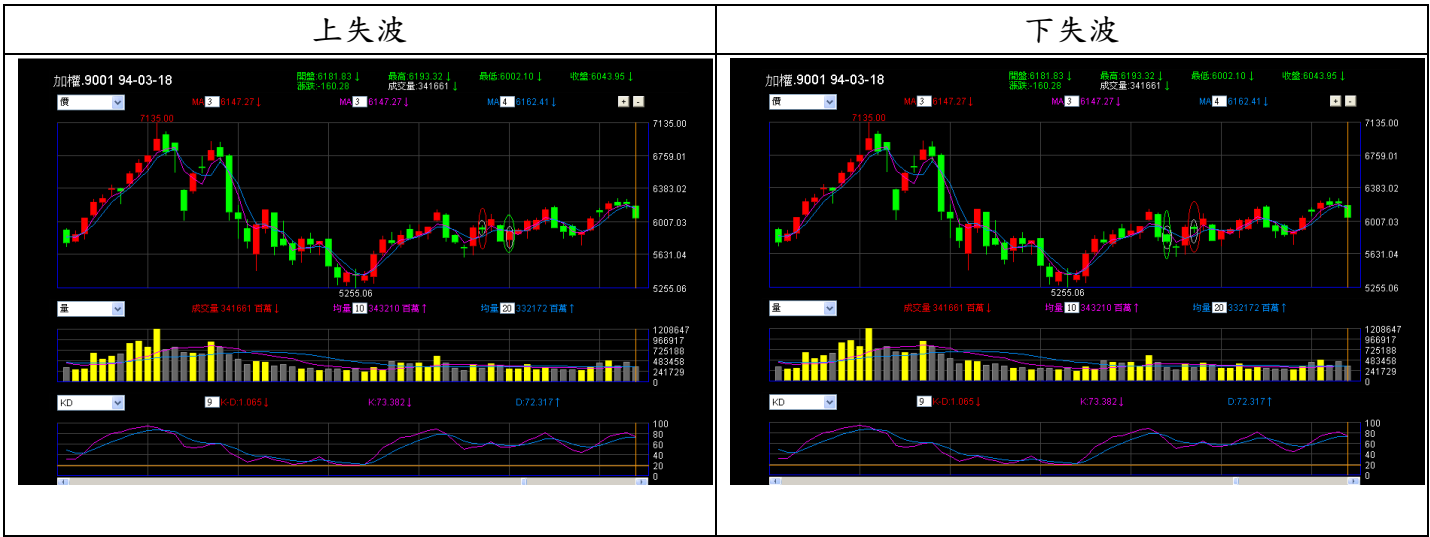 上失波
下失波
加權.9001 94-03-18
開盤:6181.83↓ 最高:6193.32↓ 最低:6002.10↓ 收盤:6043.95↓
漲跌:-160.28 成交量:341661↓
價 MA 3 6147.27↓ MA 3 6147.27↓ MA 4 6162.41↓ + -
7135.00
7135.00
6759.01
6383.02
6007.03
5631.04
5255.06
5255.06
量 成交量 341661 百萬↓ 均量 10 343210 百萬↑ 均量 20 332172 百萬↑
1208647
966917
725188
483458
241729
0
KD 9 K-D:1.065↓ K:73.382↓ D:72.317↑
100
80
60
40
20
0
加權.9001 94-03-18
開盤:6181.83↓ 最高:6193.32↓ 最低:6002.10↓ 收盤:6043.95↓
漲跌:-160.28 成交量:341661↓
價 MA 3 6147.27↓ MA 3 6147.27↓ MA 4 6162.41↓ + -
7135.00
7135.00
6759.01
6383.02
6007.03
5631.04
5255.06
5255.06
量 成交量 341661 百萬↓ 均量 10 343210 百萬↑ 均量 20 332172 百萬↑
1208647
966917
725188
483458
241729
0
KD 9 K-D:1.065↓ K:73.382↓ D:72.317↑
100
80
60
40
20
0